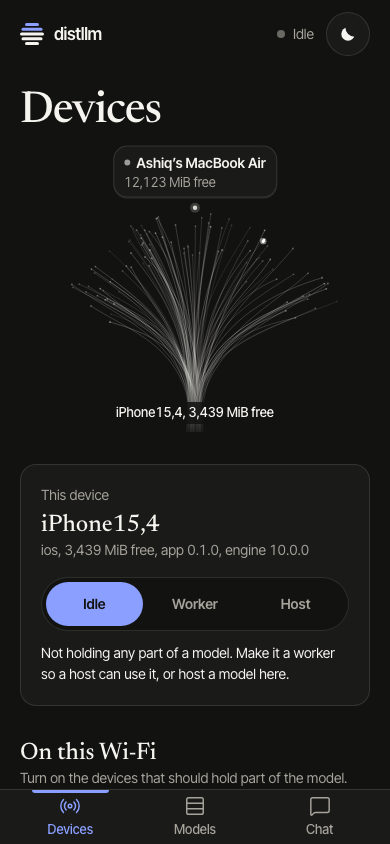 distllm
Idle
Devices
Ashiq's MacBook Air
12,123 MiB free
iPhone15,4, 3,439 MiB free
This device
iPhone15,4
ios, 3,439 MiB free, app 0.1.0, engine 10.0.0
Idle Worker Host
Not holding any part of a model. Make it a worker
so a host can use it, or host a model here.
On this Wi-Fi
Turn on the devices that should hold part of the model.
Devices Models Chat